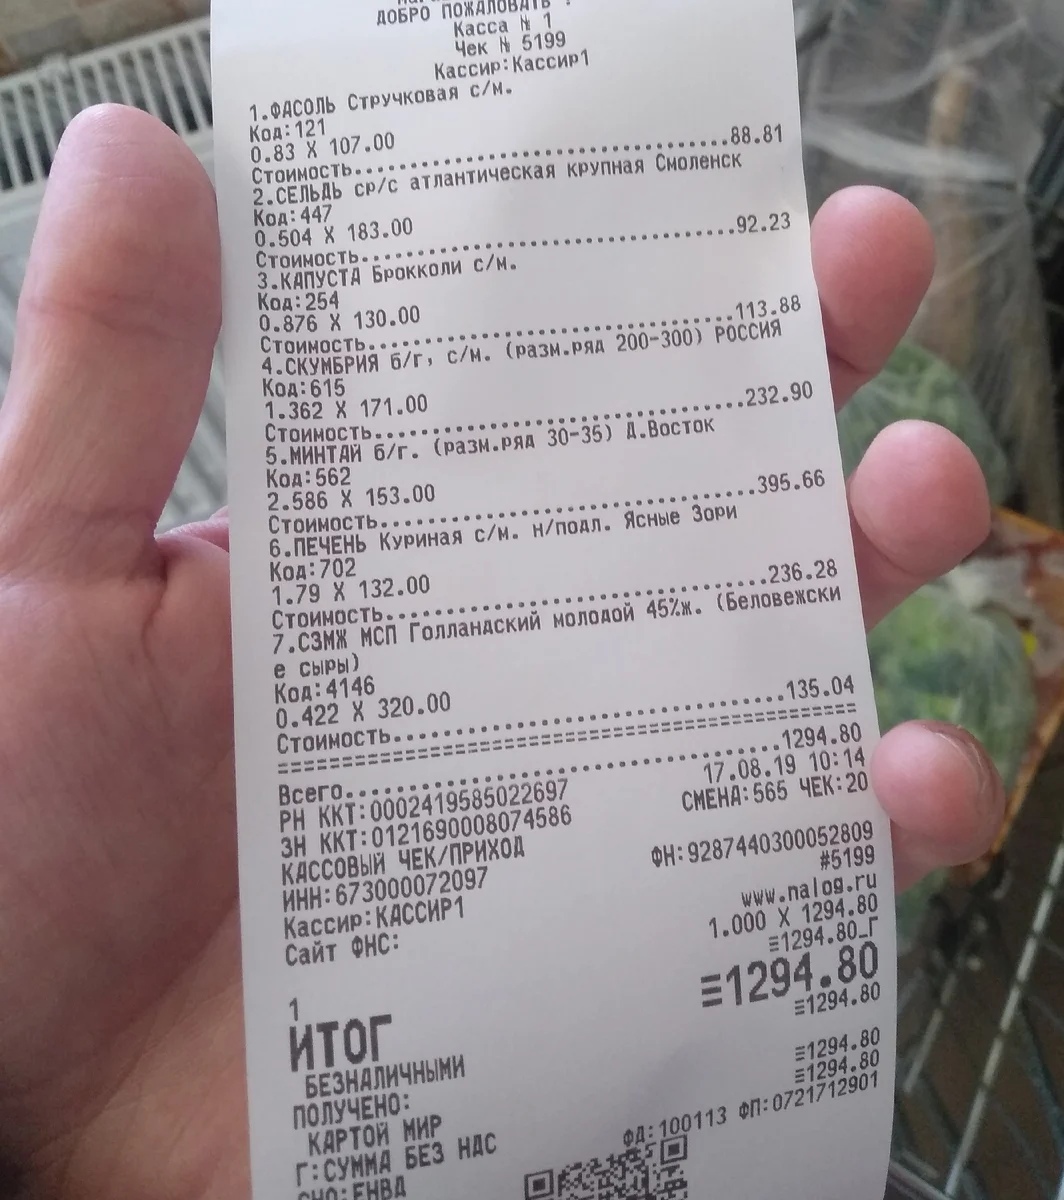 ДОБРО ПОЖАЛОВАТЬ !
Касса № 1
Чек № 5199
Кассир:Кассир1
1.ФАСОЛЬ Стручковая с/м.
Код:121
0.83 X 107.00
Стоимость..............................88.81
2.СЕЛЬДЬ ср/с атлантическая крупная Смоленск
Код:447
0.504 X 183.00
Стоимость..............................92.23
3.КАПУСТА Брокколи с/м.
Код:254
0.876 X 130.00
Стоимость.............................113.88
4.СКУМБРИЯ б/г, с/м. (разм.ряд 200-300) РОССИЯ
Код:615
1.362 X 171.00
Стоимость.............................232.90
5.МИНТАЙ б/г. (разм.ряд 30-35) Д.Восток
Код:562
2.586 X 153.00
Стоимость.............................395.66
6.ПЕЧЕНЬ Куриная с/м. н/подл. Ясные Зори
Код:702
1.79 X 132.00
Стоимость.............................236.28
7.СЗМЖ МСП Голландский молодой 45%ж. (Беловежски
е сыры)
Код:4146
0.422 X 320.00
Стоимость.............................135.04
============================================
Всего................................1294.80
РН ККТ:0002419585022697 17.08.19 10:14
ЗН ККТ:0121690008074586 СМЕНА:565 ЧЕК:20
КАССОВЫЙ ЧЕК/ПРИХОД
ИНН:673000072097 ФН:9287440300052809
Кассир:КАССИР1 #5199
Сайт ФНС: www.nalog.ru
1.000 X 1294.80
1 ≡1294.80_Г
ИТОГ ≡1294.80
БЕЗНАЛИЧНЫМИ ≡1294.80
ПОЛУЧЕНО:
КАРТОЙ МИР ≡1294.80
Г:СУММА БЕЗ НДС ≡1294.80
СНО:ЕНВД ФД:100113 ФП:0721712901